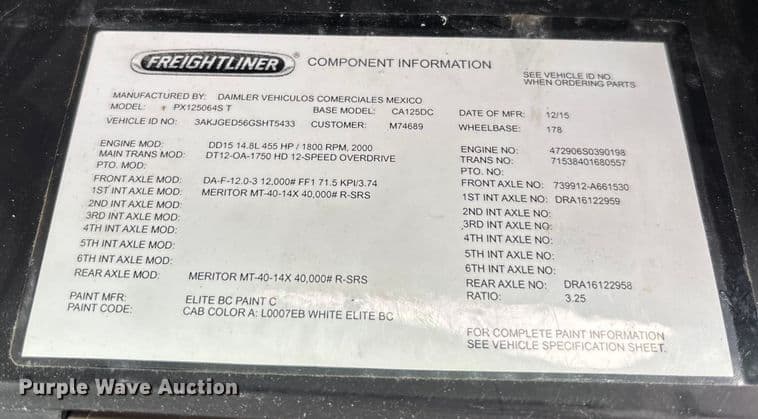 FREIGHTLINER ® COMPONENT INFORMATION
SEE VEHICLE ID NO.
WHEN ORDERING PARTS
MANUFACTURED BY: DAIMLER VEHICULOS COMERCIALES MEXICO
MODEL: PX125064S T BASE MODEL: CA125DC DATE OF MFR: 12/15
VEHICLE ID NO: 3AKJGED56GSHT5433 CUSTOMER: M74689 WHEELBASE: 178
ENGINE MOD: DD15 14.8L 455 HP / 1800 RPM, 2000 ENGINE NO: 472906S0390198
MAIN TRANS MOD: DT12-OA-1750 HD 12-SPEED OVERDRIVE TRANS NO: 71538401680557
PTO. MOD: PTO. NO:
FRONT AXLE MOD: DA-F-12.0-3 12,000# FF1 71.5 KPI/3.74 FRONT AXLE NO: 739912-A661530
1ST INT AXLE MOD: MERITOR MT-40-14X 40,000# R-SRS 1ST INT AXLE NO: DRA16122959
2ND INT AXLE MOD: 2ND INT AXLE NO:
3RD INT AXLE MOD: 3RD INT AXLE NO:
4TH INT AXLE MOD: 4TH INT AXLE NO:
5TH INT AXLE MOD: 5TH INT AXLE NO:
6TH INT AXLE MOD: 6TH INT AXLE NO:
REAR AXLE MOD: MERITOR MT-40-14X 40,000# R-SRS REAR AXLE NO: DRA16122958
RATIO: 3.25
PAINT MFR: ELITE BC PAINT C
PAINT CODE: CAB COLOR A: L0007EB WHITE ELITE BC
FOR COMPLETE PAINT INFORMATION
SEE VEHICLE SPECIFICATION SHEET.
Purple Wave Auction